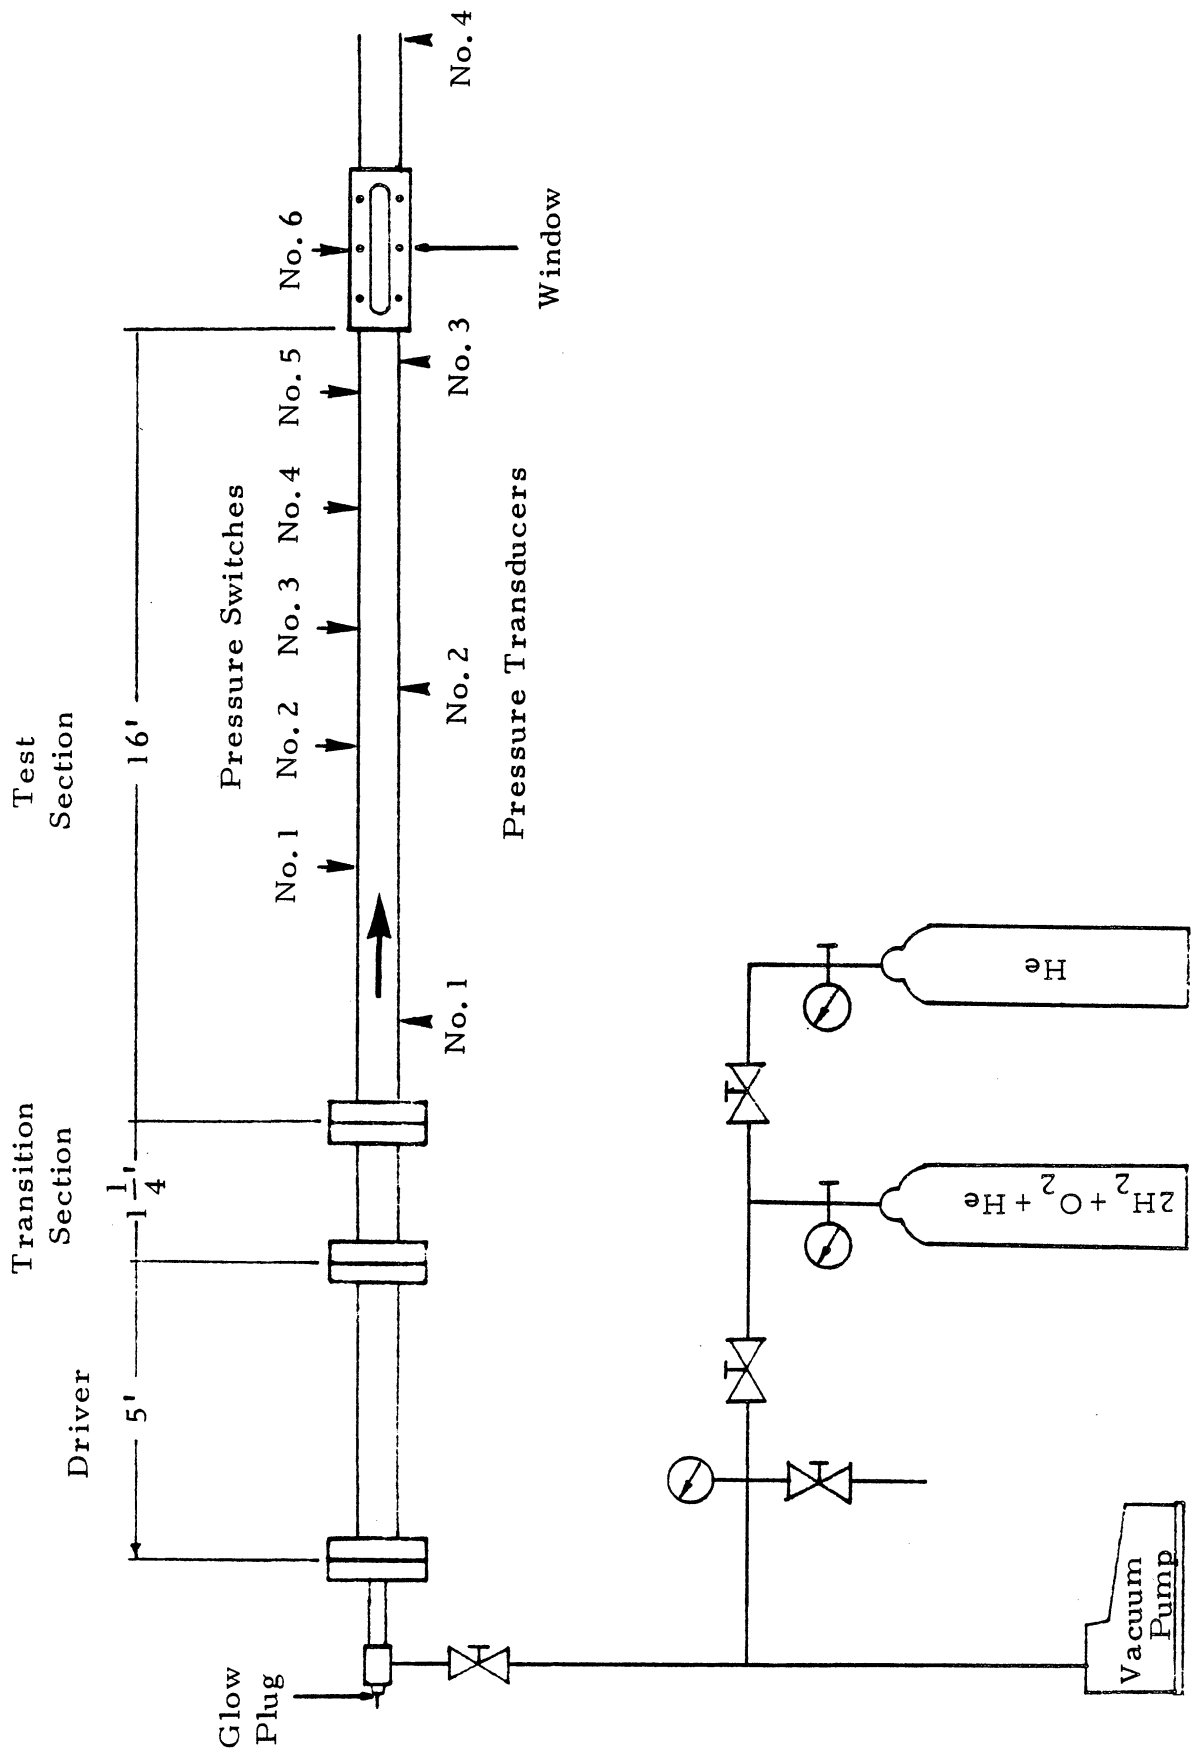 Test
Section
16'
Transition
Section
1 1/4'
Driver
5'
Pressure Switches
No. 1
No. 2
No. 3
No. 4
No. 5
No. 6
No. 1
No. 2
No. 3
No. 4
Pressure Transducers
Window
Glow
Plug
He
2H₂ + O₂ + He
Vacuum
Pump